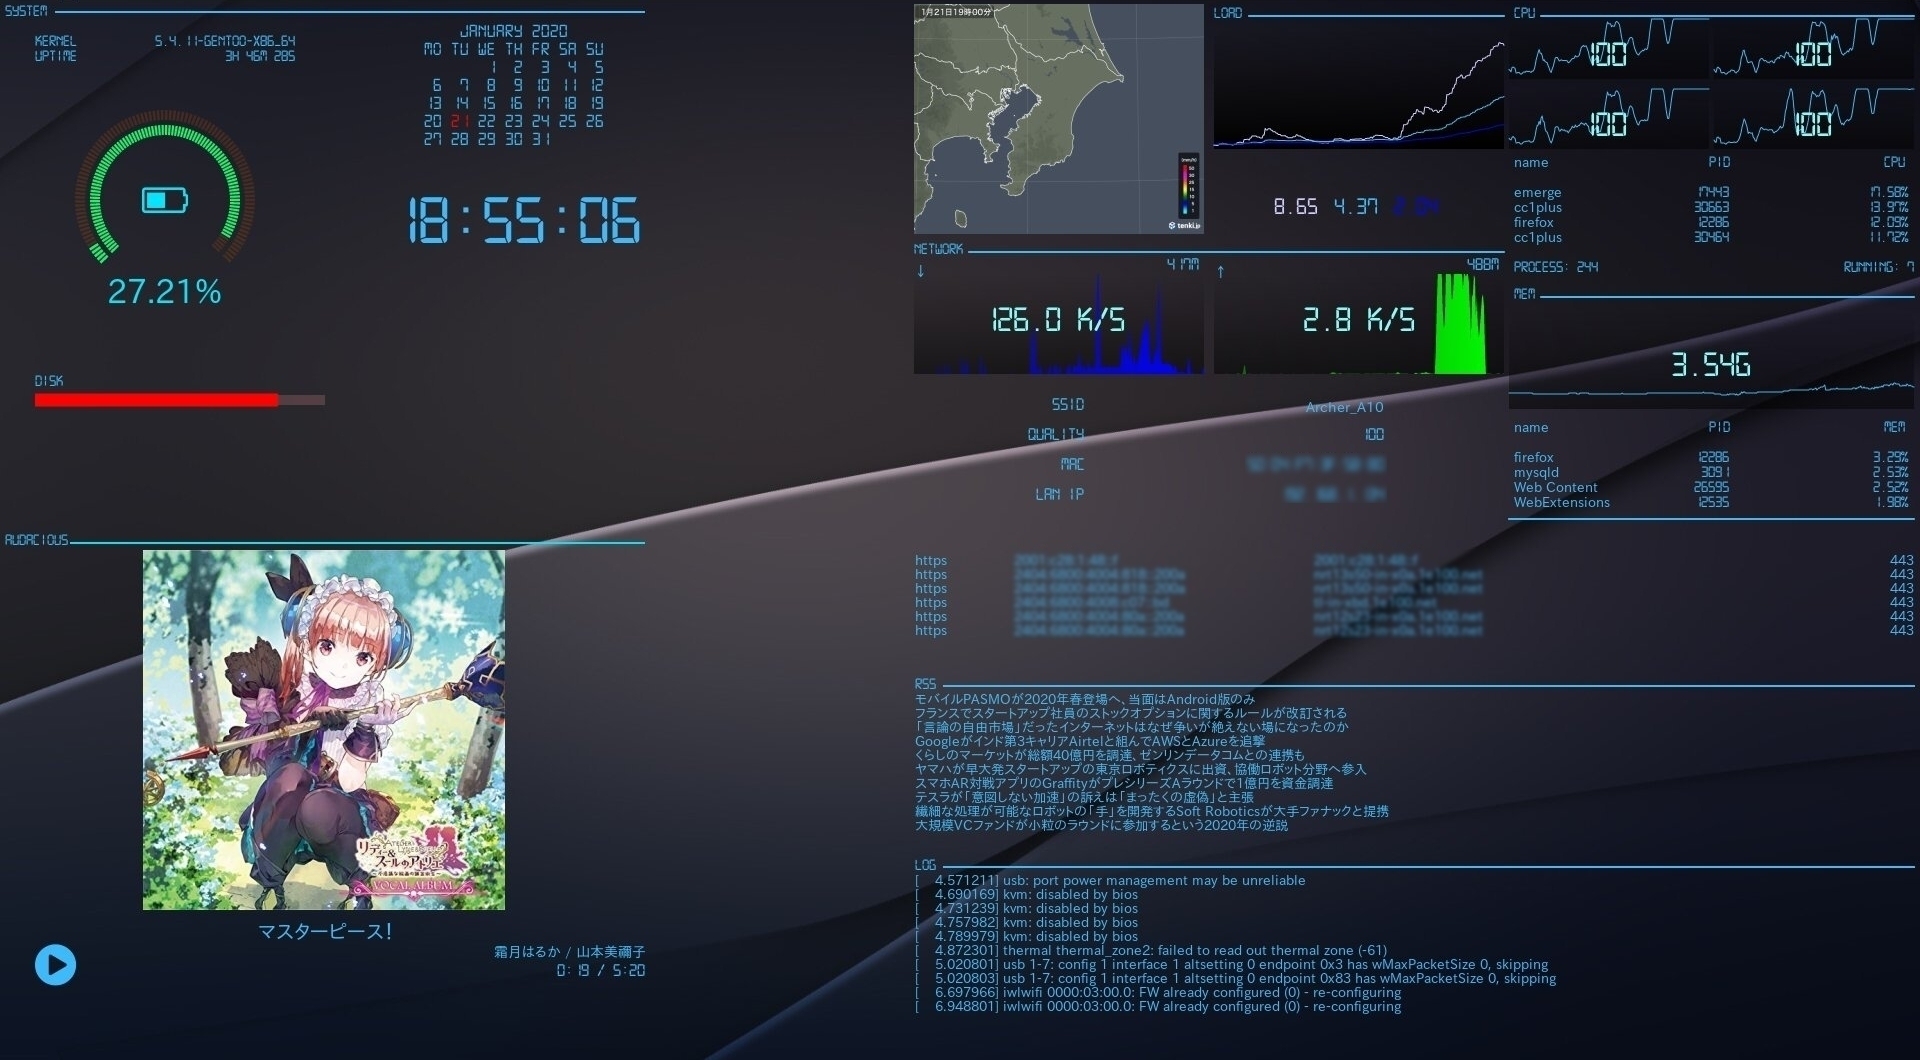 SYSTEM
KERNEL 5.4.11-GENTOO-X86_64
UPTIME 3H 46M 28S
JANUARY 2020
MO TU WE TH FR SA SU
1 2 3 4 5
6 7 8 9 10 11 12
13 14 15 16 17 18 19
20 21 22 23 24 25 26
27 28 29 30 31
18:55:06
27.21%
DISK
AUDACIOUS
リディー&
スールのアトリエ
VOCAL ALBUM
マスターピース!
霜月はるか / 山本美禰子
0:19 / 5:20
1月21日19時00分
(mm/h)
tenki.jp
LOAD
8.65 4.37
NETWORK
↓ 417M
126.0 K/S
↑ 488M
2.8 K/S
SSID Archer_A10
QUALITY 100
MAC
LAN IP
CPU
100 100
100 100
name PID CPU
emerge 17443 17.58%
cc1plus 30663 13.97%
firefox 12286 12.09%
cc1plus 30464 11.72%
PROCESS: 244 RUNNING: 7
MEM
3.54G
name PID MEM
firefox 12286 3.29%
mysqld 3091 2.53%
Web Content 26595 2.52%
WebExtensions 12535 1.98%
https 443
https 443
https 443
https 443
https 443
https 443
RSS
モバイルPASMOが2020年春登場へ、当面はAndroid版のみ
フランスでスタートアップ社員のストックオプションに関するルールが改訂される
「言論の自由市場」だったインターネットはなぜ争いが絶えない場になったのか
Googleがインド第3キャリアAirtelと組んでAWSとAzureを追撃
くらしのマーケットが総額40億円を調達、ゼンリンデータコムとの連携も
ヤマハが早大発スタートアップの東京ロボティクスに出資、協働ロボット分野へ参入
スマホAR対戦アプリのGraffityがプレシリーズAラウンドで1億円を資金調達
テスラが「意図しない加速」の訴えは「まったくの虚偽」と主張
繊細な処理が可能なロボットの「手」を開発するSoft Roboticsが大手ファナックと提携
大規模VCファンドが小粒のラウンドに参加するという2020年の逆説
LOG
[ 4.571211] usb: port power management may be unreliable
[ 4.690169] kvm: disabled by bios
[ 4.731239] kvm: disabled by bios
[ 4.757982] kvm: disabled by bios
[ 4.789979] kvm: disabled by bios
[ 4.872301] thermal thermal_zone2: failed to read out thermal zone (-61)
[ 5.020801] usb 1-7: config 1 interface 1 altsetting 0 endpoint 0x3 has wMaxPacketSize 0, skipping
[ 5.020803] usb 1-7: config 1 interface 1 altsetting 0 endpoint 0x83 has wMaxPacketSize 0, skipping
[ 6.697966] iwlwifi 0000:03:00.0: FW already configured (0) - re-configuring
[ 6.948801] iwlwifi 0000:03:00.0: FW already configured (0) - re-configuring